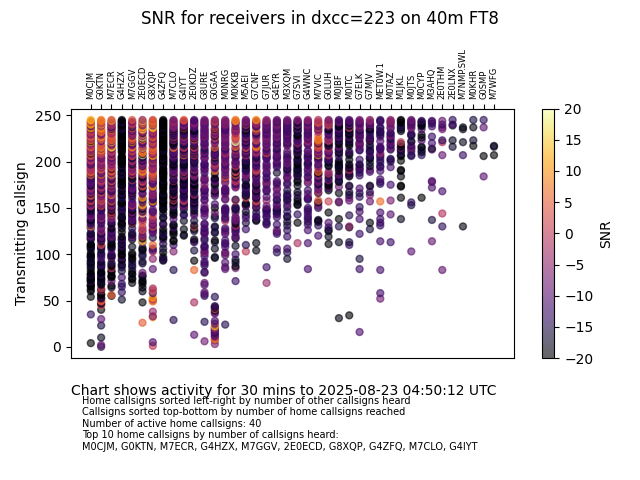 SNR for receivers in dxcc=223 on 40m FT8
M0CJM G0KTN M7ECR G4HZX M7GGV 2E0ECD G8XQP G4ZFQ M7CLO G4IYT 2E0KDZ G8URE G0GAA M0NRG M0KKB M5AEI G7CNF G7JUR G4EYR M3XQM G7SVI G4WNC M7VIC G0LUH M0JBF M0ITC G7ELK G7MJV MET0W.1 M0TAZ M1JKL M0JTS M0CYP M3AHQ 2E0THM 2E0LNX M7NMP.SWL M0KHR G0SMP M7WFG
Transmitting callsign
250
200
150
100
50
0
20
15
10
5
0
−5
−10
−15
−20
SNR
Chart shows activity for 30 mins to 2025-08-23 04:50:12 UTC
Home callsigns sorted left-right by number of other callsigns heard
Callsigns sorted top-bottom by number of home callsigns reached
Number of active home callsigns: 40
Top 10 home callsigns by number of callsigns heard:
M0CJM, G0KTN, M7ECR, G4HZX, M7GGV, 2E0ECD, G8XQP, G4ZFQ, M7CLO, G4IYT